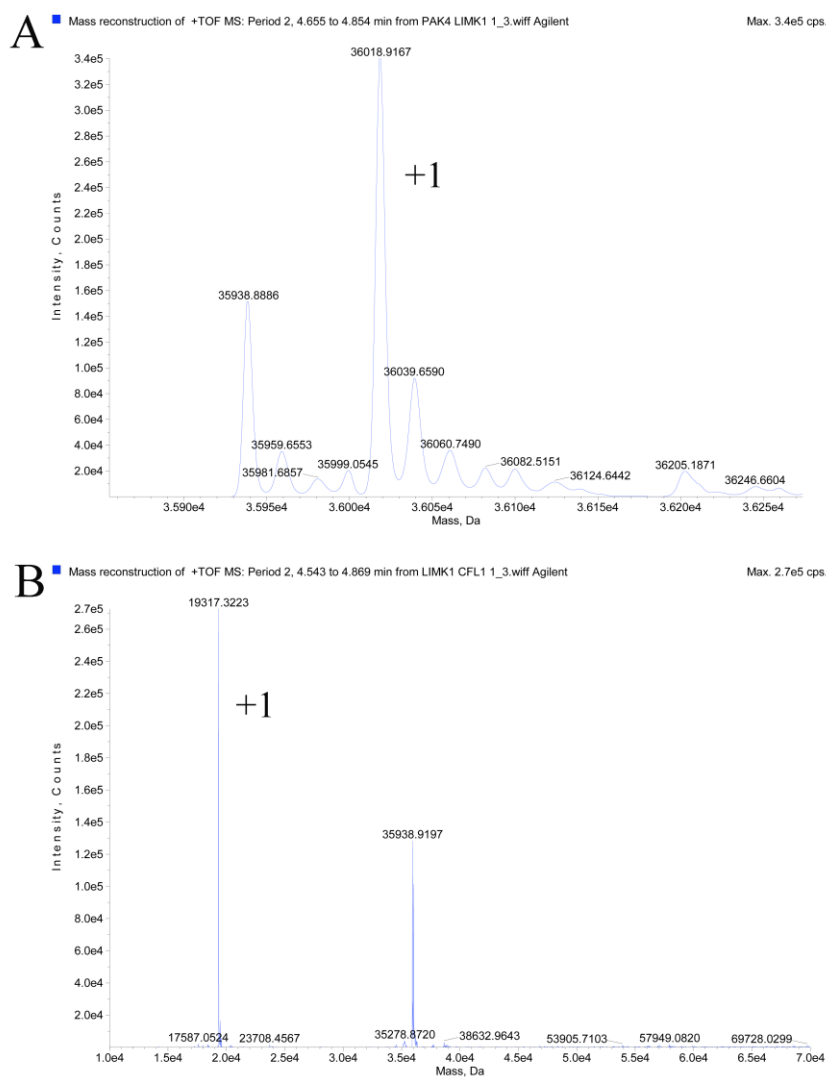 A
Mass reconstruction of +TOF MS: Period 2, 4.655 to 4.854 min from PAK4 LIMK1 1_3.wiff Agilent
Max. 3.4e5 cps.
Intensity, Counts
3.4e5
3.2e5
3.0e5
2.8e5
2.6e5
2.4e5
2.2e5
2.0e5
1.8e5
1.6e5
1.4e5
1.2e5
1.0e5
8.0e4
6.0e4
4.0e4
2.0e4
36018.9167
+1
35938.8886
36039.6590
35959.6553
35981.6857
35999.0545
36060.7490
36082.5151
36124.6442
36205.1871
36246.6604
3.590e4 3.595e4 3.600e4 3.605e4 3.610e4 3.615e4 3.620e4 3.625e4
Mass, Da
B
Mass reconstruction of +TOF MS: Period 2, 4.543 to 4.869 min from LIMK1 CFL1 1_3.wiff Agilent
Max. 2.7e5 cps.
Intensity, Counts
2.7e5
2.6e5
2.4e5
2.2e5
2.0e5
1.8e5
1.6e5
1.4e5
1.2e5
1.0e5
8.0e4
6.0e4
4.0e4
2.0e4
19317.3223
+1
35938.9197
17587.0524
23708.4567
35278.8720
38632.9643
53905.7103
57949.0820
69728.0299
1.0e4 1.5e4 2.0e4 2.5e4 3.0e4 3.5e4 4.0e4 4.5e4 5.0e4 5.5e4 6.0e4 6.5e4 7.0e4
Mass, Da